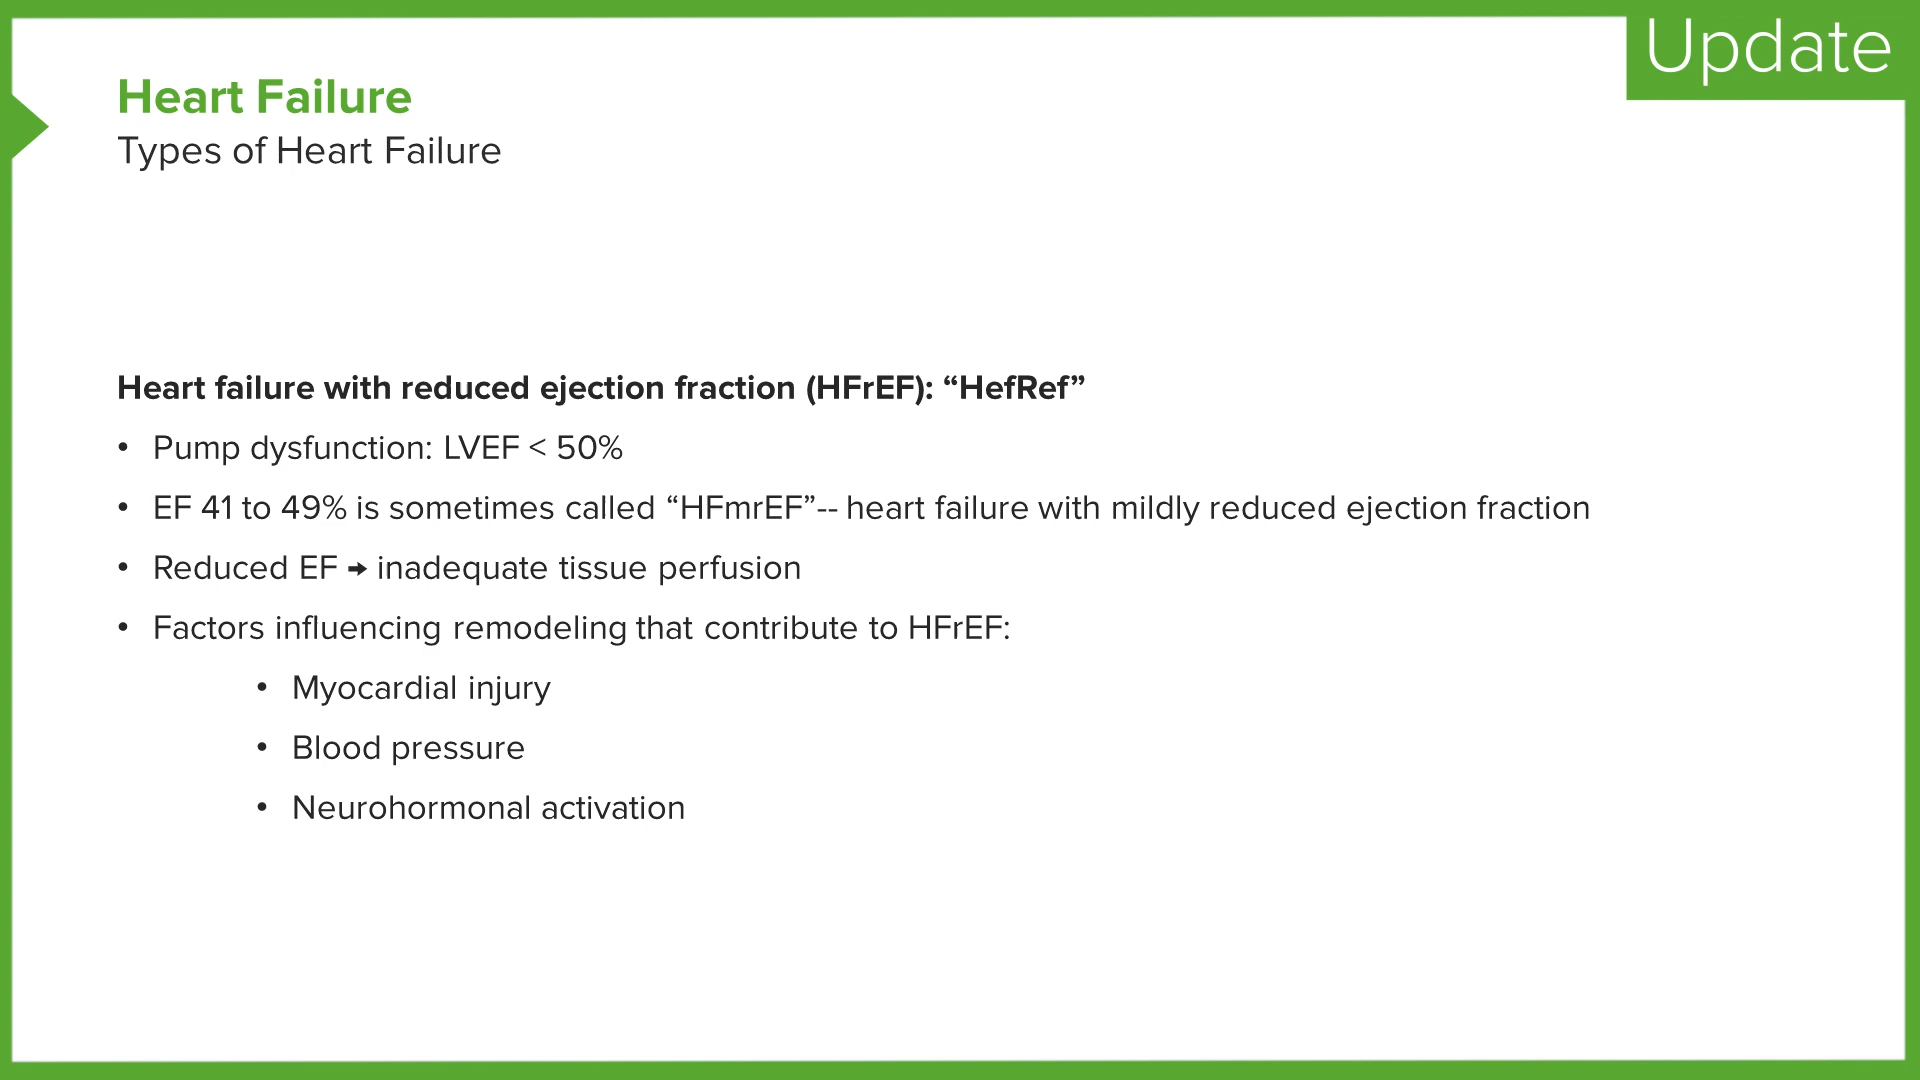 Update
Heart Failure
Types of Heart Failure
Heart failure with reduced ejection fraction (HFrEF): “HefRef”
• Pump dysfunction: LVEF < 50%
• EF 41 to 49% is sometimes called “HFmrEF”-- heart failure with mildly reduced ejection fraction
• Reduced EF → inadequate tissue perfusion
• Factors influencing remodeling that contribute to HFrEF:
• Myocardial injury
• Blood pressure
• Neurohormonal activation